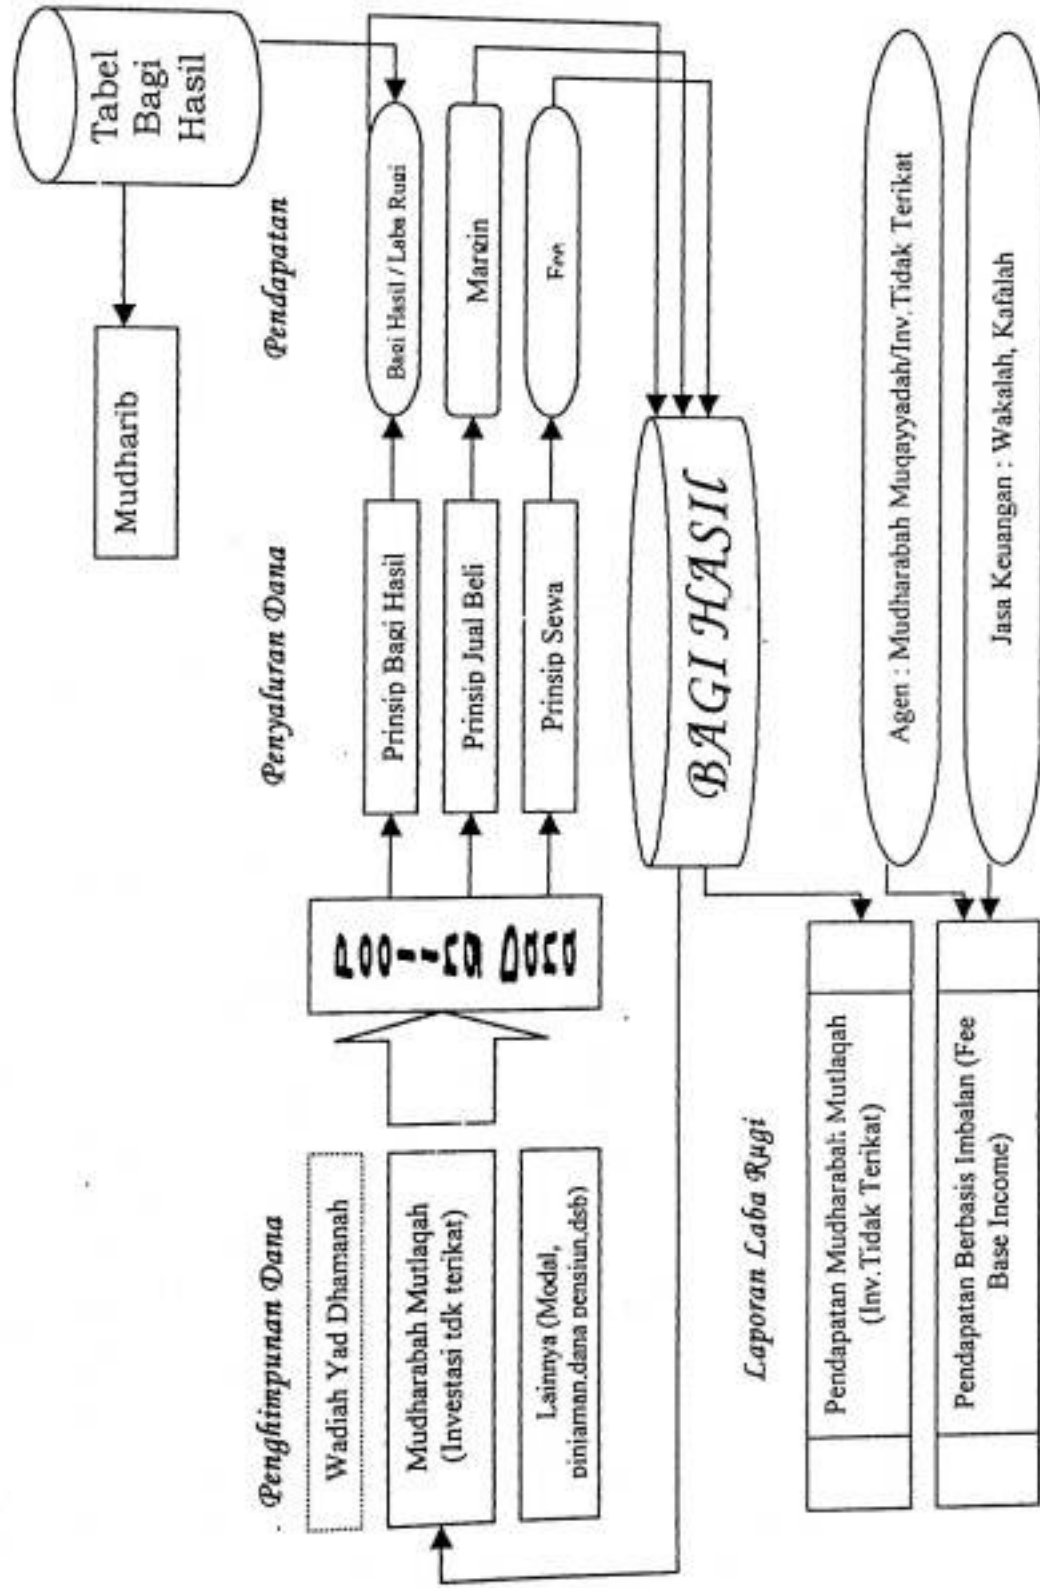 Penghimpunan Dana
Wadiah Yad Dhamanah
Mudharabah Mutlaqah
(Investasi tdk terikat)
Lainnya (Modal,
pinjaman,dana pensiun,dsb)
Pooling Dana
Penyaluran Dana
Prinsip Bagi Hasil
Prinsip Jual Beli
Prinsip Sewa
Pendapatan
Bagi Hasil / Laba Rugi
Margin
Fee
Mudharib
Tabel
Bagi
Hasil
BAGI HASIL
Laporan Laba Rugi
Pendapatan Mudharabah Mutlaqah
(Inv.Tidak Terikat)
Pendapatan Berbasis Imbalan (Fee
Base Income)
Agen : Mudharabah Muqayyadah/Inv.Tidak Terikat
Jasa Keuangan : Wakalah, Kafalah